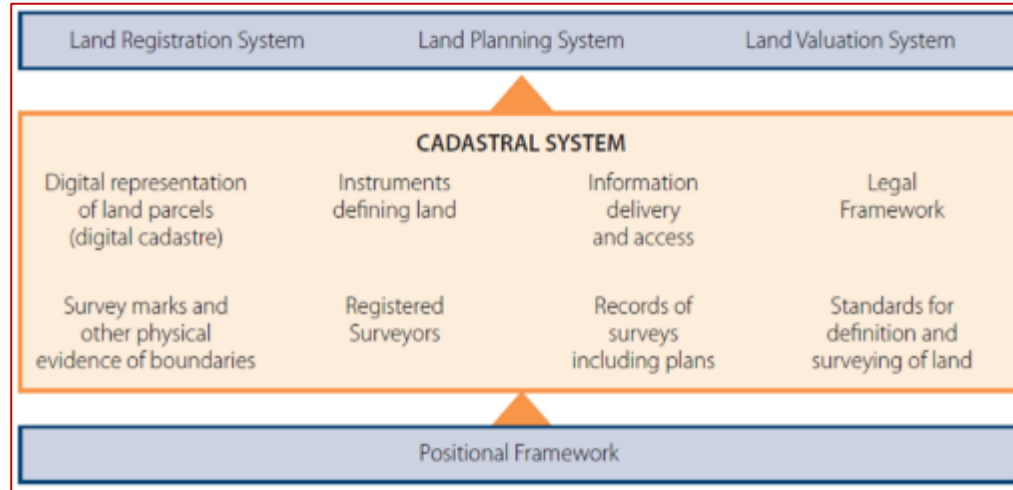 Land Registration System
Land Planning System
Land Valuation System
CADASTRAL SYSTEM
Digital representation
of land parcels
(digital cadastre)
Instruments
defining land
Information
delivery
and access
Legal
Framework
Survey marks and
other physical
evidence of boundaries
Registered
Surveyors
Records of
surveys
including plans
Standards for
definition and
surveying of land
Positional Framework